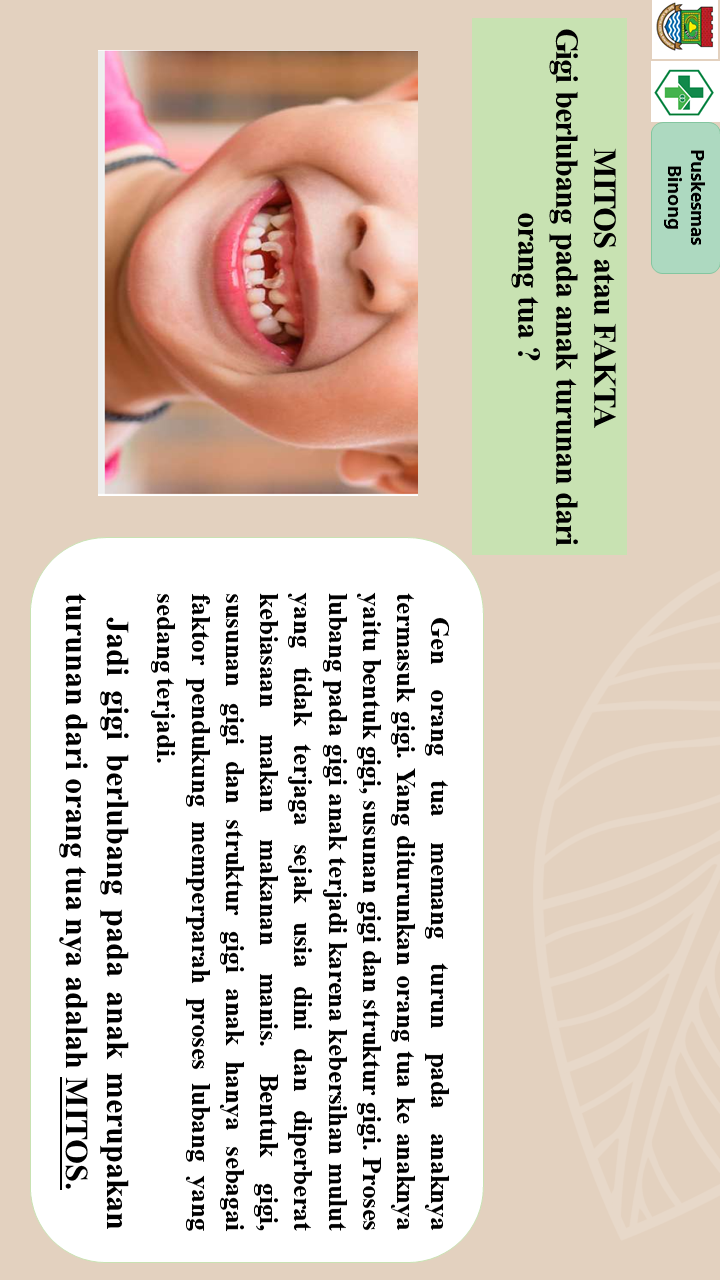 Puskesmas
Binong
MITOS atau FAKTA
Gigi berlubang pada anak turunan dari
orang tua ?
Gen orang tua memang turun pada anaknya
termasuk gigi. Yang diturunkan orang tua ke anaknya
yaitu bentuk gigi, susunan gigi dan struktur gigi. Proses
lubang pada gigi anak terjadi karena kebersihan mulut
yang tidak terjaga sejak usia dini dan diperberat
kebiasaan makan makanan manis. Bentuk gigi,
susunan gigi dan struktur gigi anak hanya sebagai
faktor pendukung memperparah proses lubang yang
sedang terjadi.
Jadi gigi berlubang pada anak merupakan
turunan dari orang tua nya adalah MITOS.